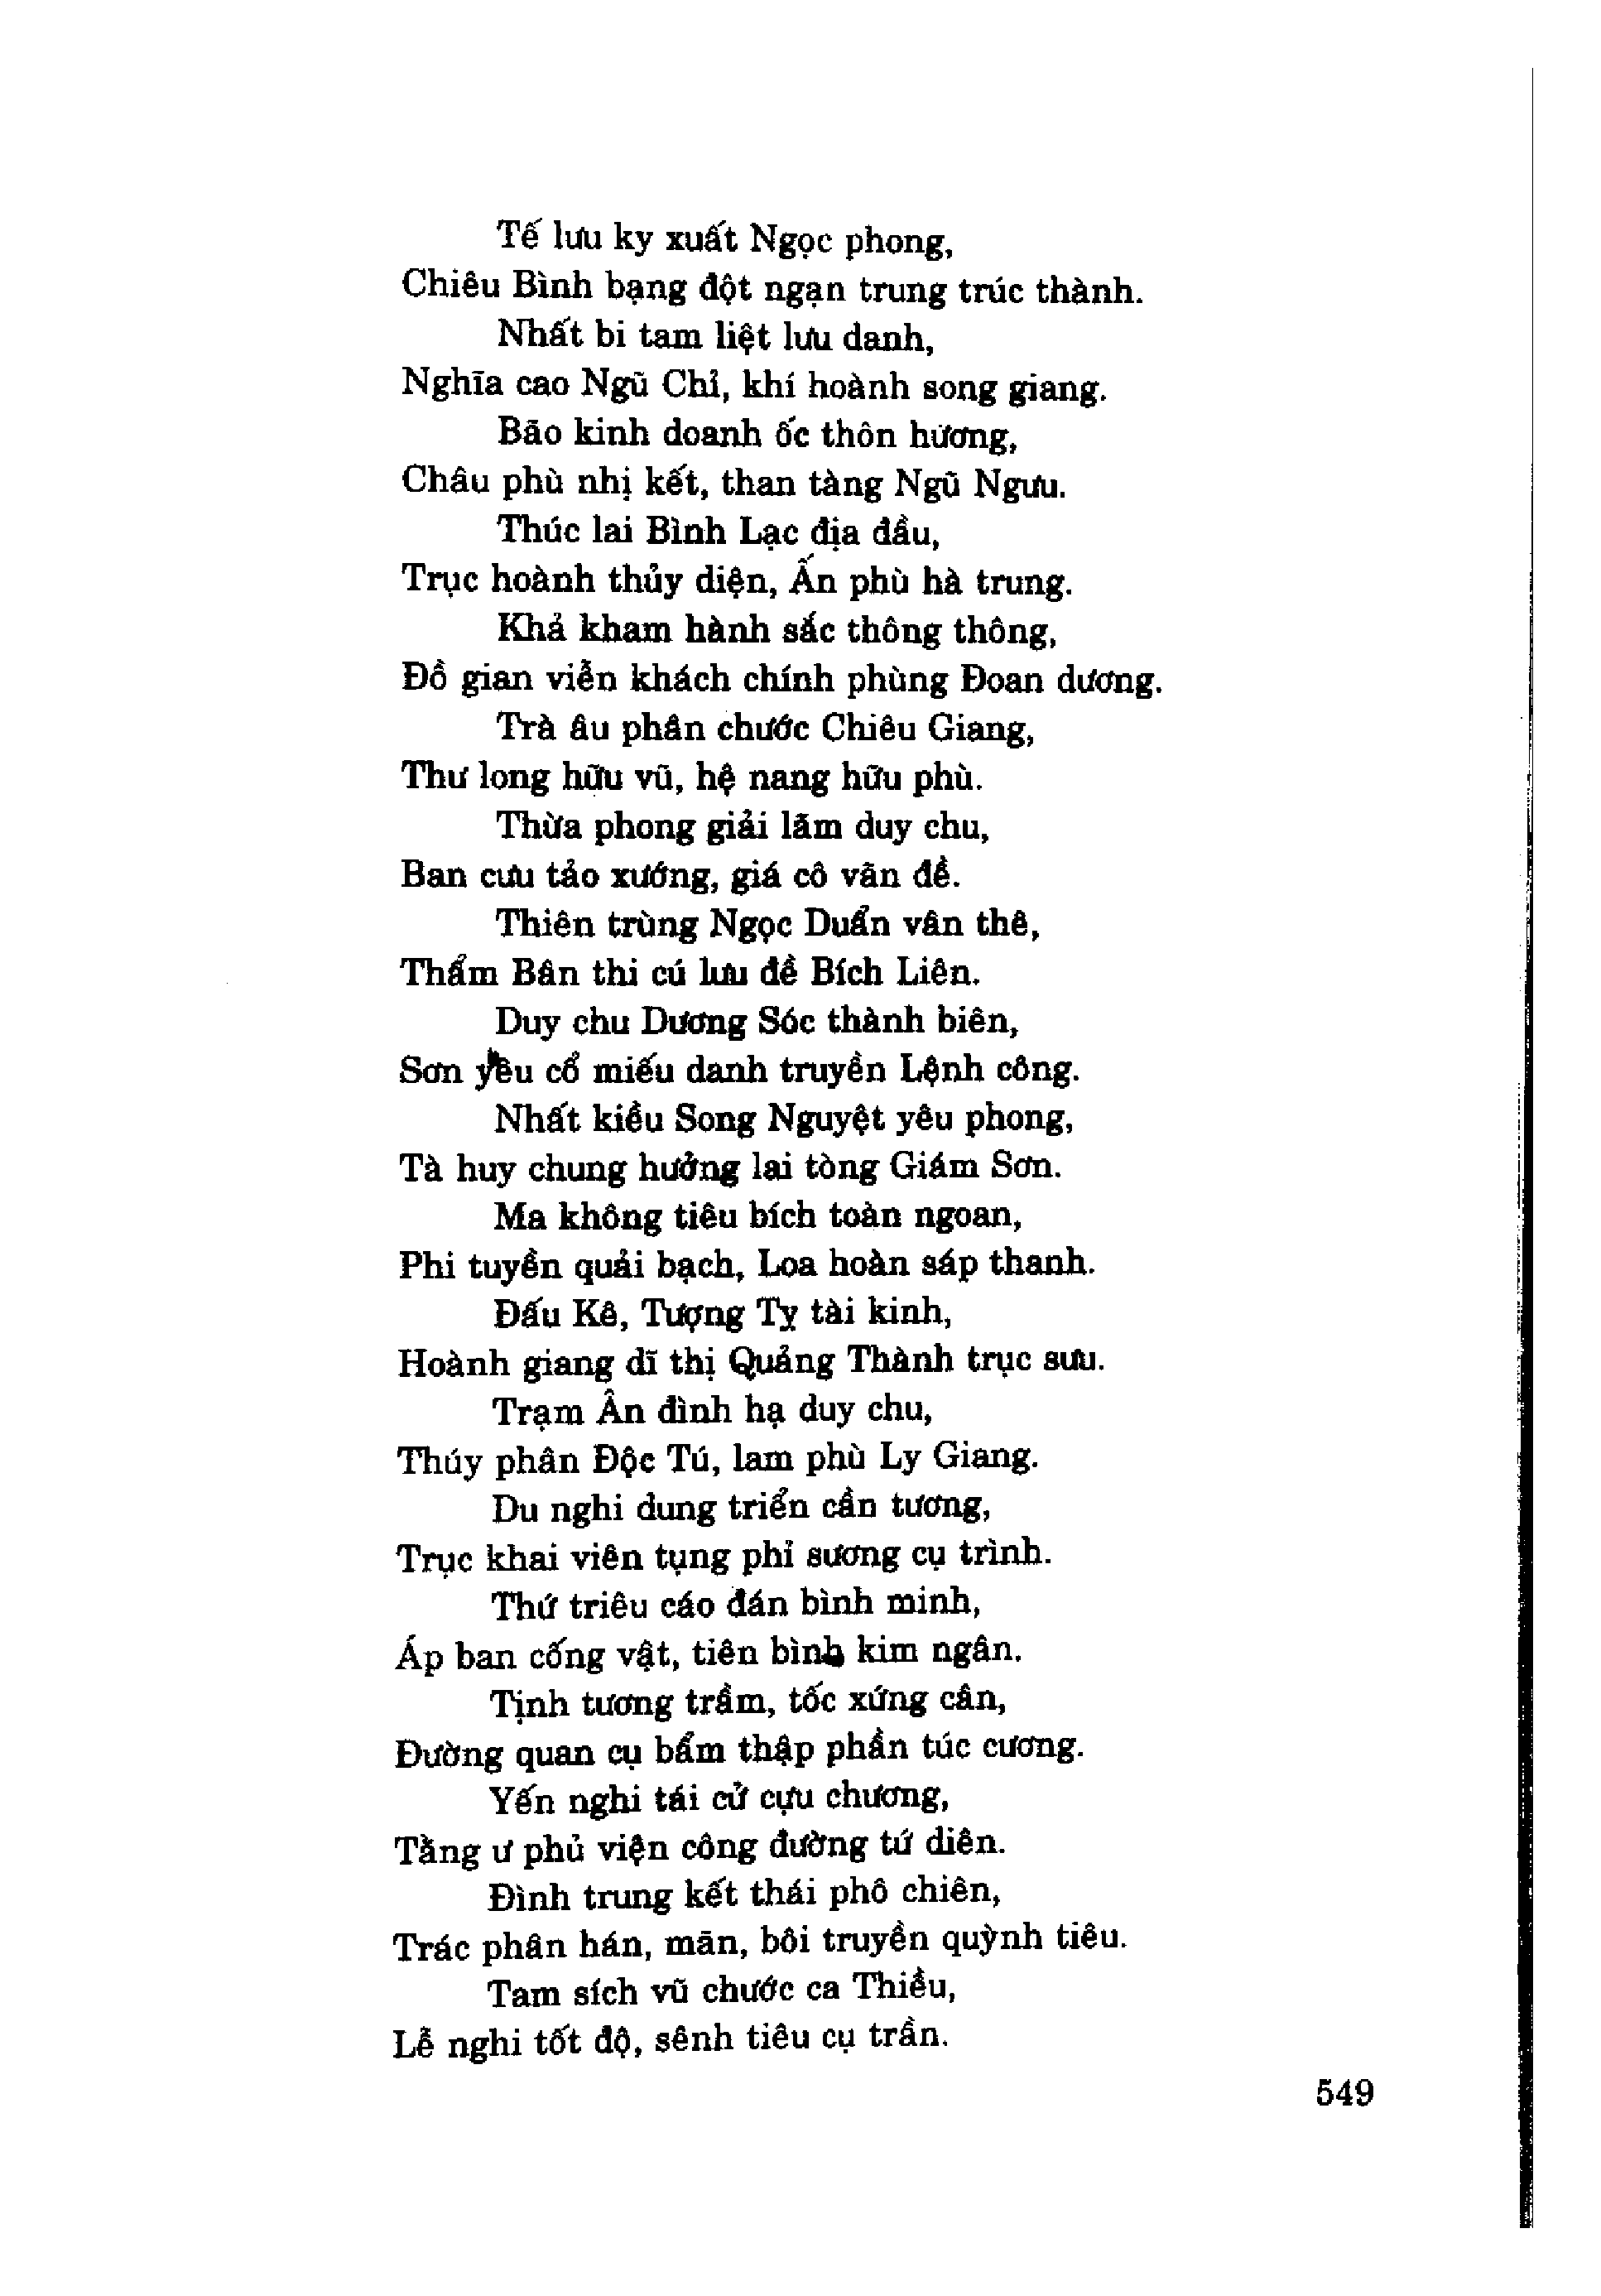 Tế lưu ky xuất Ngọc phong,
Chiêu Bình bạng đột ngạn trung trúc thành.
Nhất bi tam liệt lưu danh,
Nghĩa cao Ngũ Chỉ, khí hoành song giang.
Bão kinh doanh ốc thôn hương,
Châu phù nhị kết, than tàng Ngũ Ngưu.
Thúc lai Bình Lạc địa đầu,
Trục hoành thủy diện, Ấn phù hà trung.
Khả kham hành sắc thông thông,
Đồ gian viễn khách chính phùng Đoan dương.
Trà âu phân chước Chiêu Giang,
Thư long hữu vũ, hệ nang hữu phù.
Thừa phong giải lãm duy chu,
Ban cưu tảo xướng, giá cô vãn đề.
Thiên trùng Ngọc Duẩn vân thê,
Thẩm Bân thi cú lưu đề Bích Liên.
Duy chu Dương Sóc thành biên,
Sơn yêu cổ miếu danh truyền Lệnh công.
Nhất kiều Song Nguyệt yêu phong,
Tà huy chung hưởng lai tòng Giám Sơn.
Ma không tiêu bích toàn ngoan,
Phi tuyền quải bạch, Loa hoàn sáp thanh.
Đấu Kê, Tượng Tỵ tài kinh,
Hoành giang dĩ thị Quảng Thành trục sưu.
Trạm Ân đình hạ duy chu,
Thúy phân Độc Tú, lam phù Ly Giang.
Du nghi dung triển cần tương,
Trục khai viên tụng phỉ sương cụ trình.
Thứ triêu cáo đán bình minh,
Áp ban cống vật, tiên bình kim ngân.
Tịnh tương trầm, tốc xứng cân,
Đường quan cụ bẩm thập phần túc cương.
Yến nghi tái cử cựu chương,
Tằng ư phủ viện công đường tứ diên.
Đình trung kết thái phô chiên,
Trác phân hán, mãn, bôi truyền quỳnh tiêu.
Tam sích vũ chước ca Thiều,
Lễ nghi tốt độ, sênh tiêu cụ trần.
549